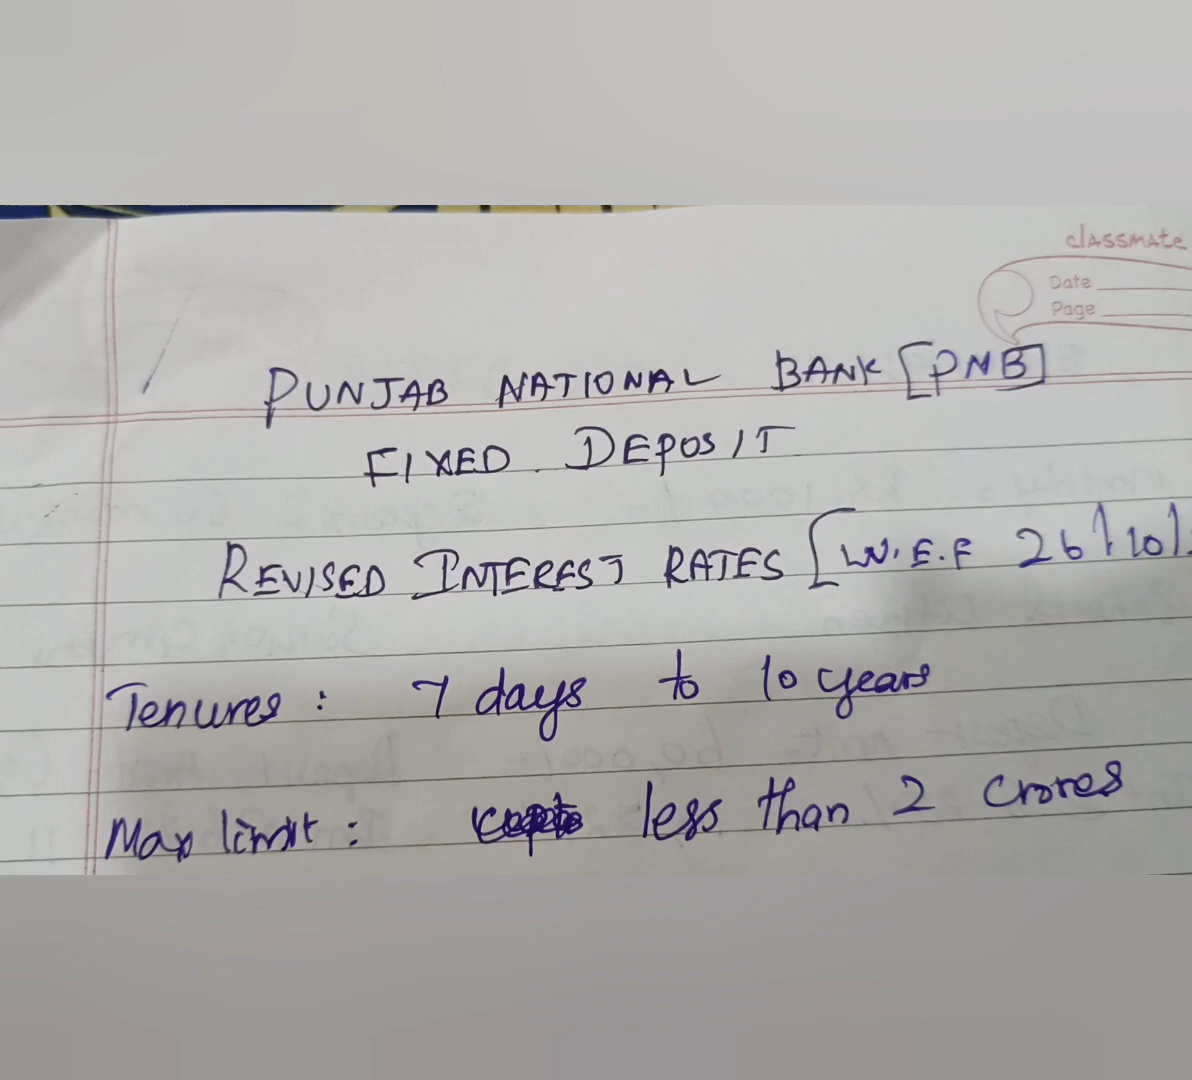 classmate
Date
Page
PUNJAB NATIONAL BANK [PNB]
FIXED DEPOSIT
REVISED INTEREST RATES [W.E.F 26/10/
Tenures : 7 days to 10 years
Max limit : less than 2 crores